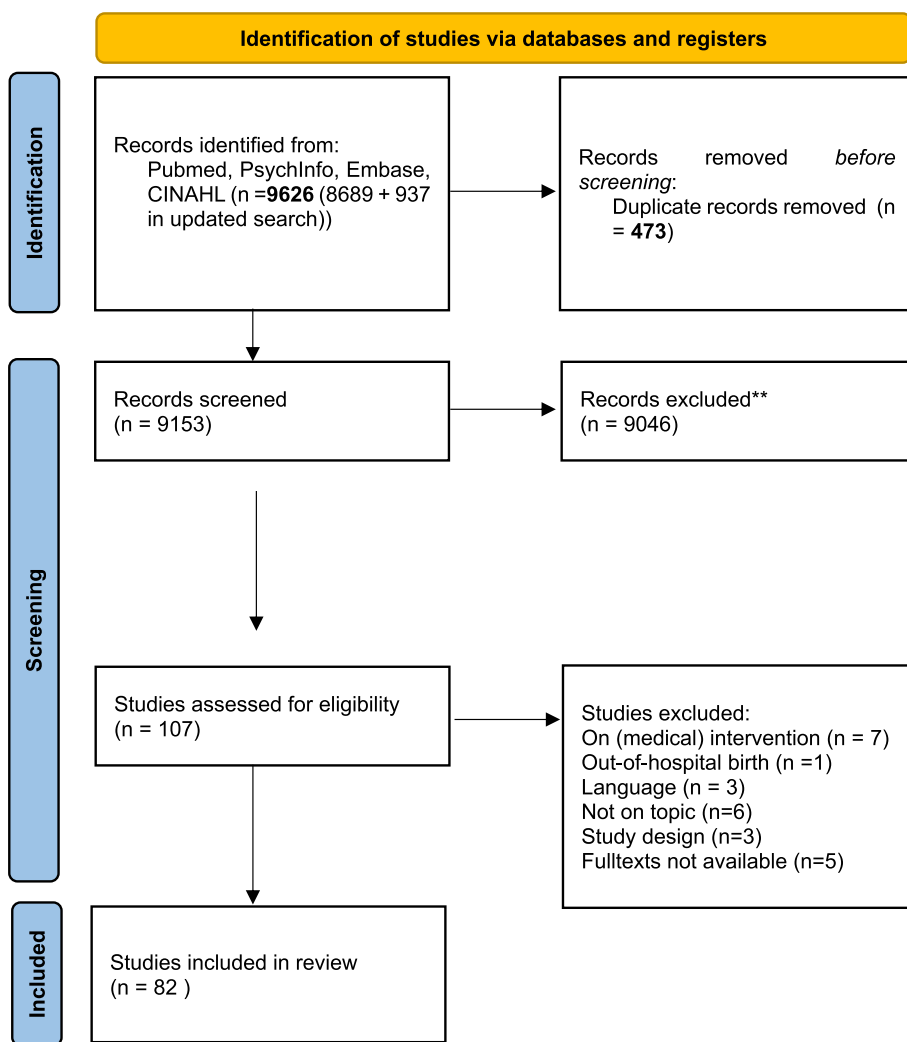 Identification of studies via databases and registers
Identification
Records identified from:
Pubmed, PsychInfo, Embase,
CINAHL (n =9626 (8689 + 937
in updated search))
Records removed before
screening:
Duplicate records removed (n
= 473)
Screening
Records screened
(n = 9153)
Records excluded**
(n = 9046)
Studies assessed for eligibility
(n = 107)
Studies excluded:
On (medical) intervention (n = 7)
Out-of-hospital birth (n =1)
Language (n = 3)
Not on topic (n=6)
Study design (n=3)
Fulltexts not available (n=5)
Included
Studies included in review
(n = 82 )